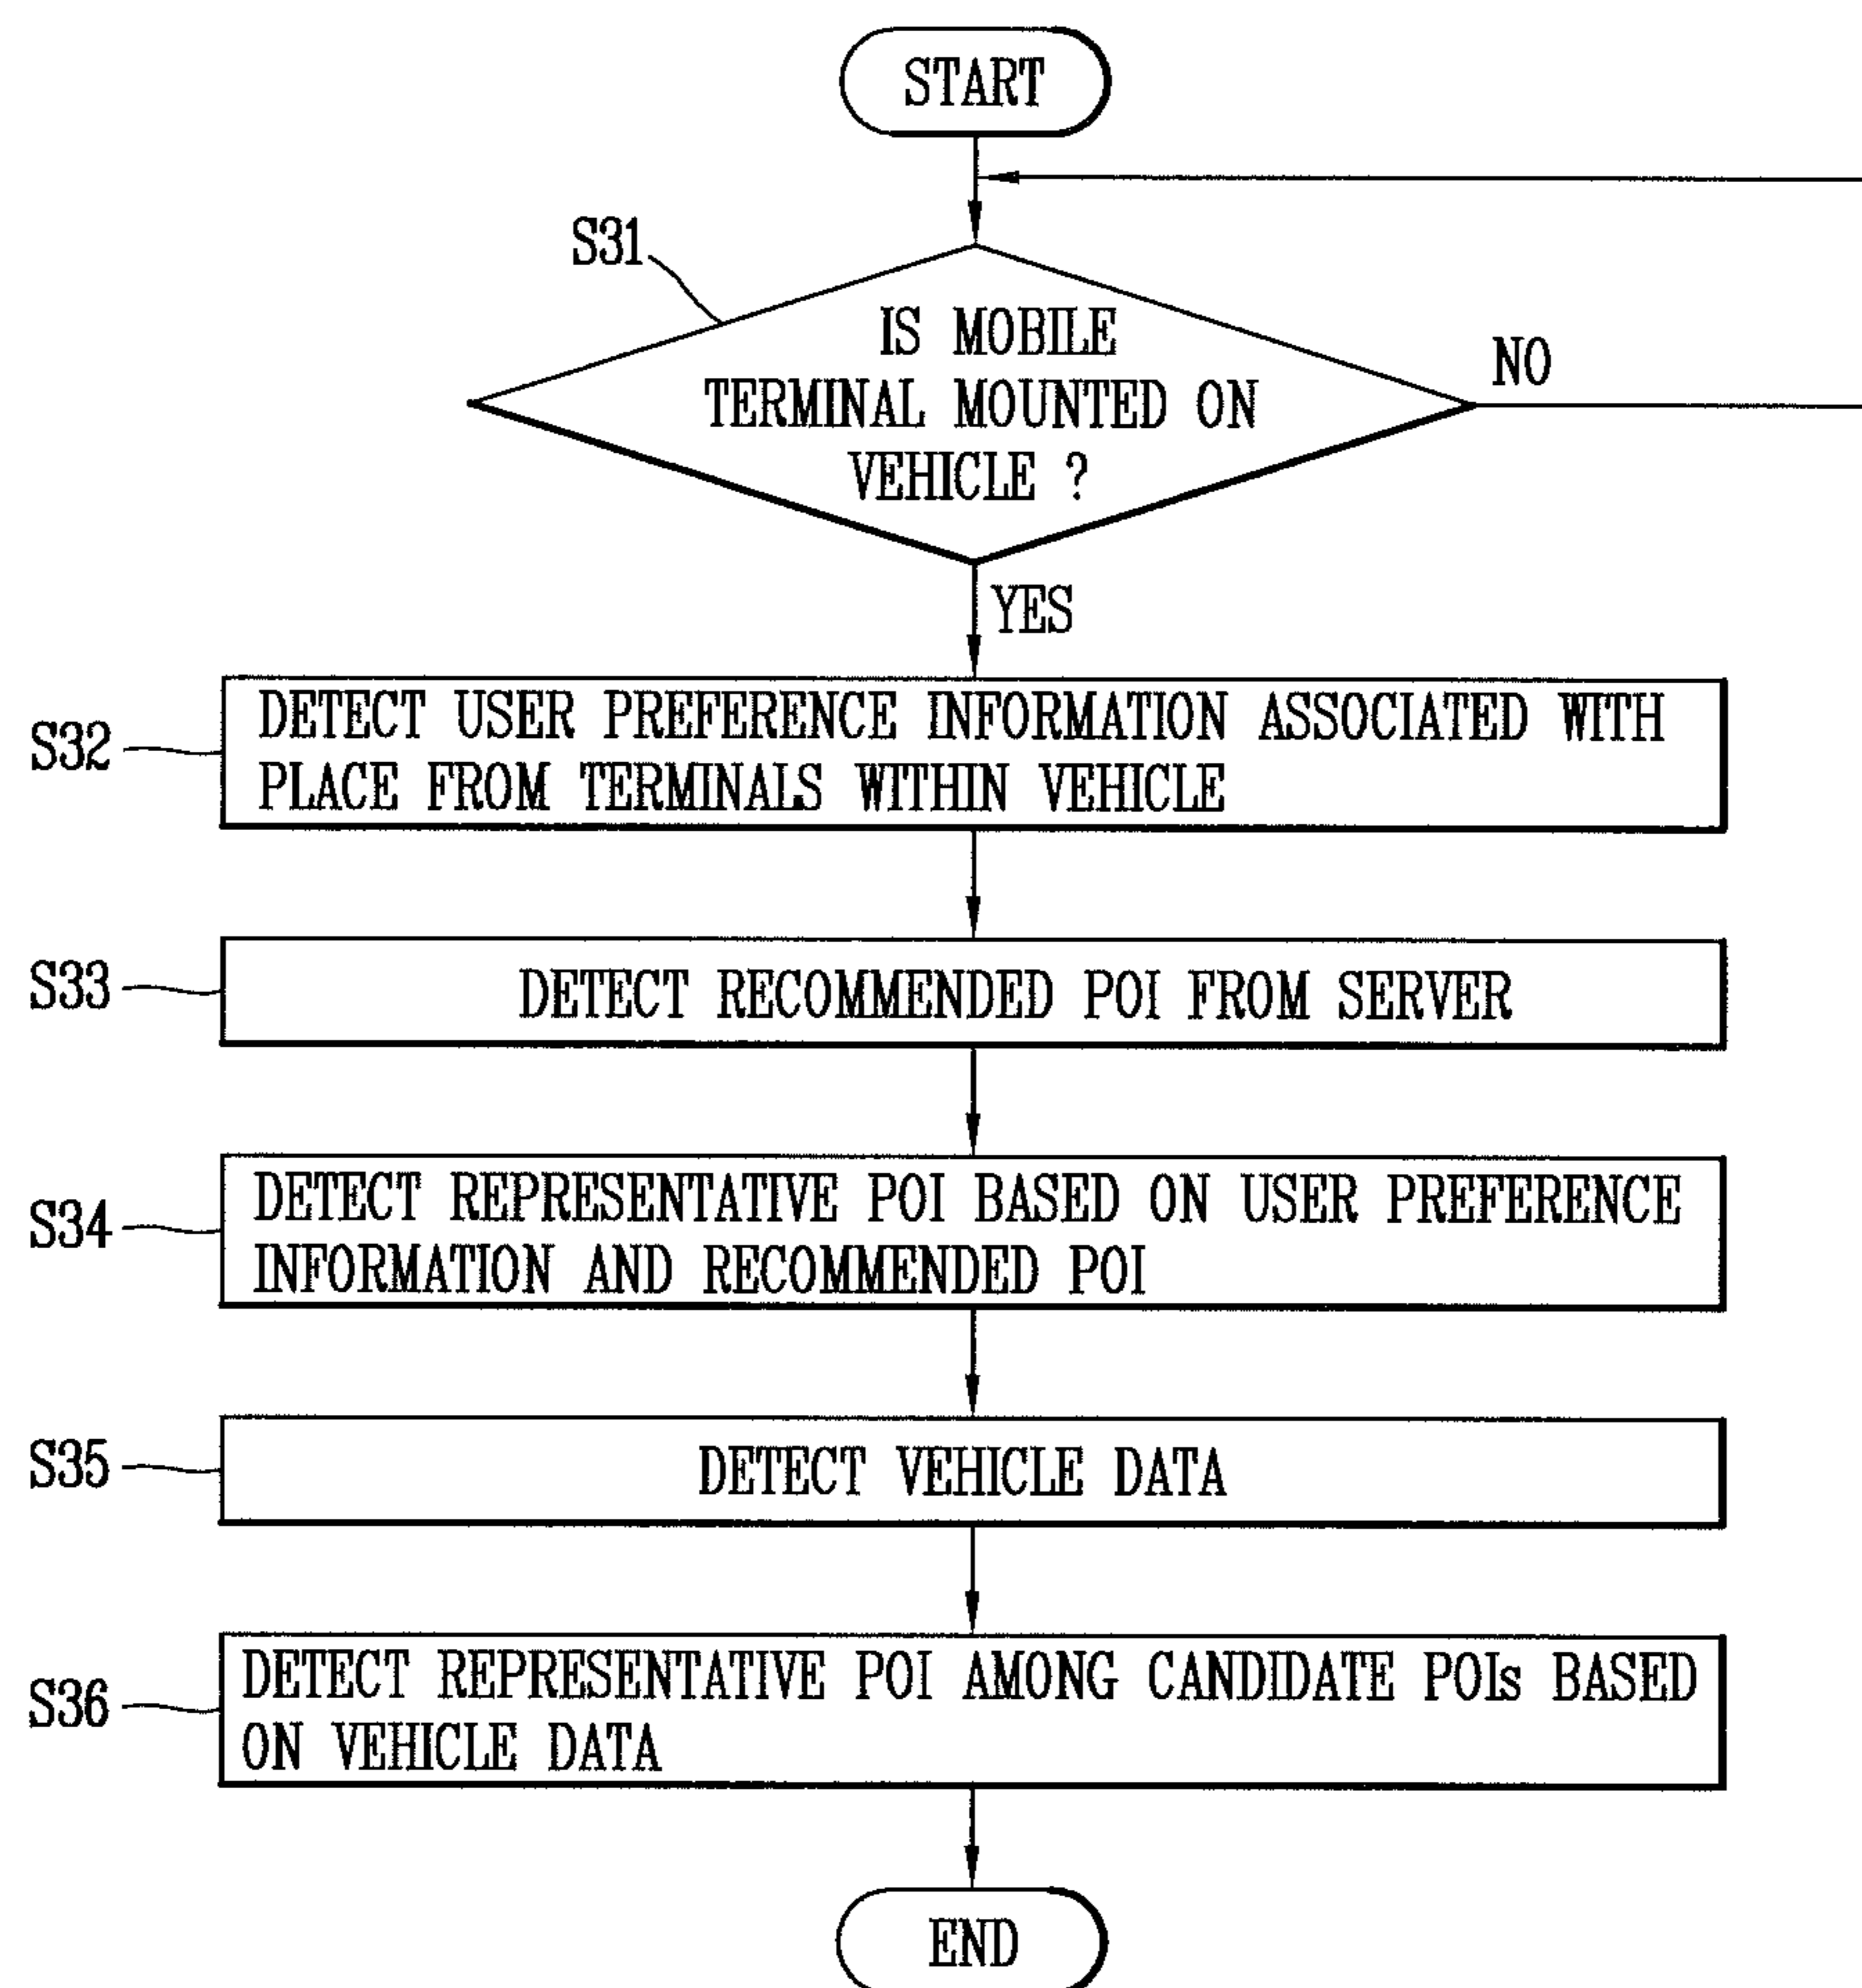 START
S31
IS MOBILE
TERMINAL MOUNTED ON
VEHICLE ?
NO
YES
S32
DETECT USER PREFERENCE INFORMATION ASSOCIATED WITH
PLACE FROM TERMINALS WITHIN VEHICLE
S33
DETECT RECOMMENDED POI FROM SERVER
S34
DETECT REPRESENTATIVE POI BASED ON USER PREFERENCE
INFORMATION AND RECOMMENDED POI
S35
DETECT VEHICLE DATA
S36
DETECT REPRESENTATIVE POI AMONG CANDIDATE POIs BASED
ON VEHICLE DATA
END